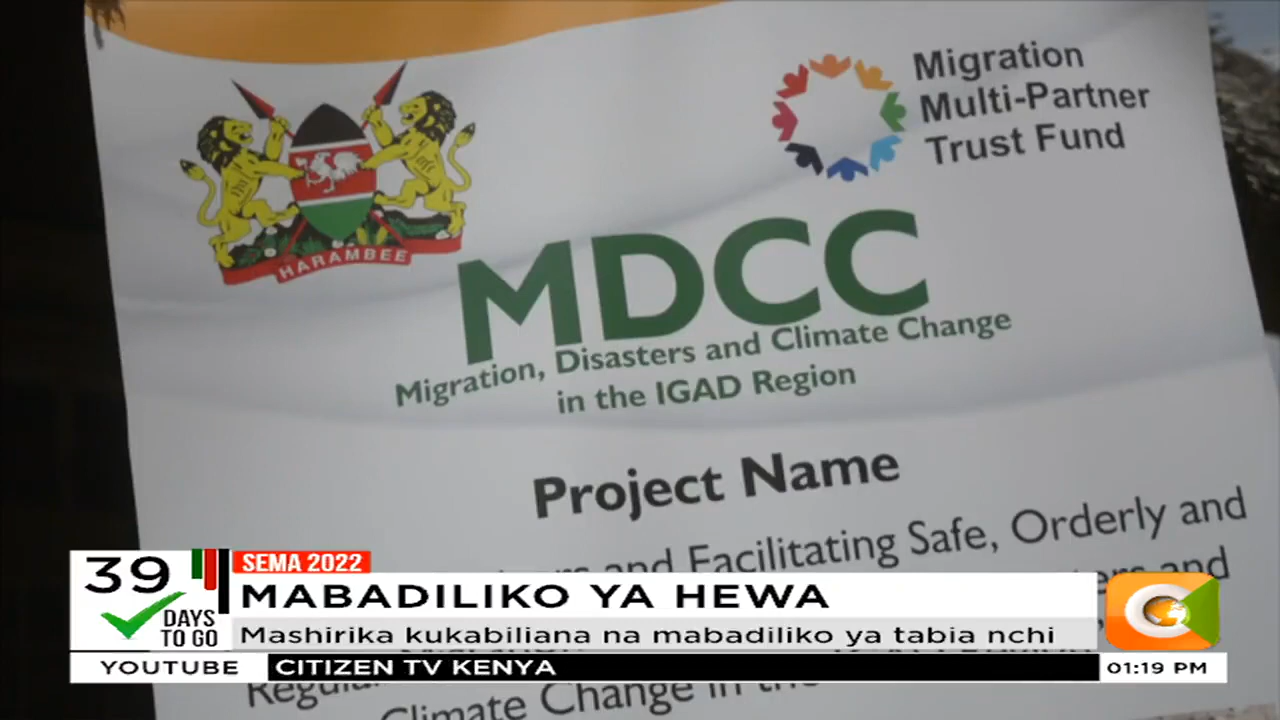 Migration
Multi-Partner
Trust Fund
HARAMBEE
MDCC
Migration, Disasters and Climate Change
in the IGAD Region
Project Name
and Facilitating Safe, Orderly and
and
Climate Change in the
39
DAYS
TO GO
SEMA 2022
MABADILIKO YA HEWA
Mashirika kukabiliana na mabadiliko ya tabia nchi
YOUTUBE
CITIZEN TV KENYA
01:19 PM